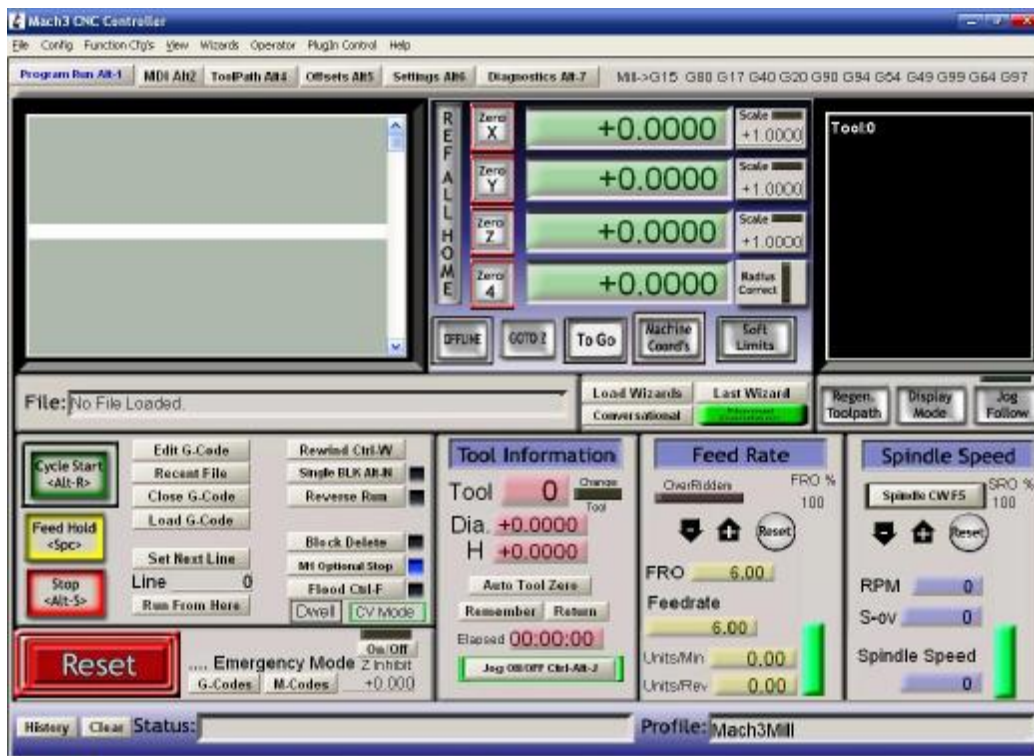 Mach3 CNC Controller
File Config Function Cfg's View Wizards Operator PlugIn Control Help
Program Run Alt-1 MDI Alt2 ToolPath Alt4 Offsets Alt5 Settings Alt6 Diagnostics Alt-7 Mill->G15 G80 G17 G40 G20 G90 G94 G54 G49 G99 G64 G97
REF ALL HOME
Zero X +0.0000 Scale +1.0000
Zero Y +0.0000 Scale +1.0000
Zero Z +0.0000 Scale +1.0000
Zero 4 +0.0000 Radius Correct
OFFLINE GOTO Z To Go Machine Coord's Soft Limits
Tool:0
File: No File Loaded.
Load Wizards Last Wizard
Conversational
Regen. Toolpath Display Mode Jog Follow
Cycle Start <Alt-R>
Feed Hold <Spc>
Stop <Alt-S>
Edit G-Code
Recent File
Close G-Code
Load G-Code
Set Next Line
Line 0
Run From Here
Rewind Ctrl-W
Single BLK Alt-N
Reverse Run
Block Delete
M1 Optional Stop
Flood Ctrl-F
Dwell CV Mode
Reset
.... Emergency Mode
G-Codes M-Codes
On/Off
Z Inhibit
+0.000
Tool Information
Tool 0 Change Tool
Dia. +0.0000
H +0.0000
Auto Tool Zero
Remember Return
Elapsed 00:00:00
Jog ON/OFF Ctrl-Alt-J
Feed Rate
OverRidden FRO % 100
Reset
FRO 6.00
Feedrate
6.00
Units/Min 0.00
Units/Rev 0.00
Spindle Speed
Spindle CW F5 SRO % 100
Reset
RPM 0
S-ov 0
Spindle Speed
0
History Clear Status: Profile: Mach3Mill